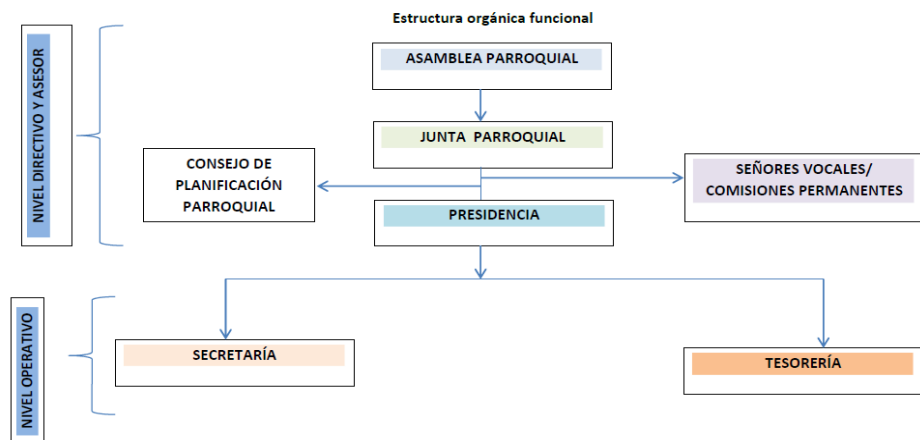 Estructura orgánica funcional
NIVEL DIRECTIVO Y ASESOR
ASAMBLEA PARROQUIAL
JUNTA PARROQUIAL
CONSEJO DE
PLANIFICACIÓN
PARROQUIAL
SEÑORES VOCALES/
COMISIONES PERMANENTES
PRESIDENCIA
NIVEL OPERATIVO
SECRETARÍA
TESORERÍA